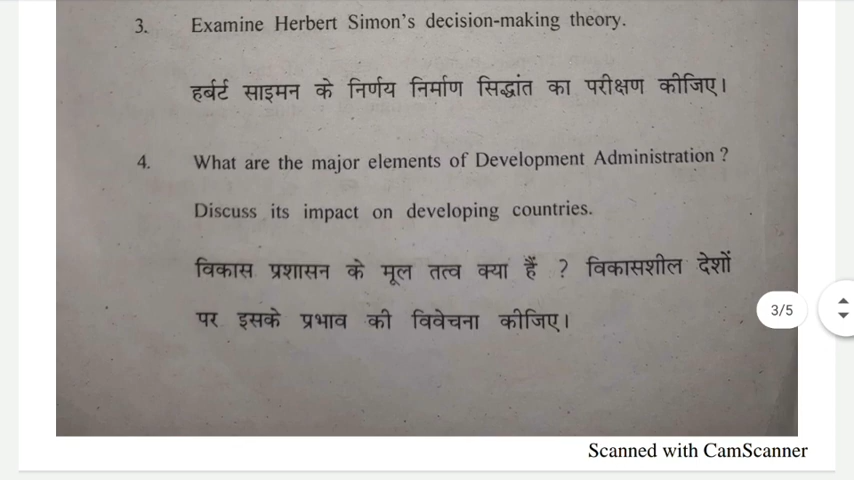 3. Examine Herbert Simon's decision-making theory.
हर्बर्ट साइमन के निर्णय निर्माण सिद्धांत का परीक्षण कीजिए।
4. What are the major elements of Development Administration ?
Discuss its impact on developing countries.
विकास प्रशासन के मूल तत्व क्या हैं ? विकासशील देशों
पर इसके प्रभाव की विवेचना कीजिए।
3/5
Scanned with CamScanner